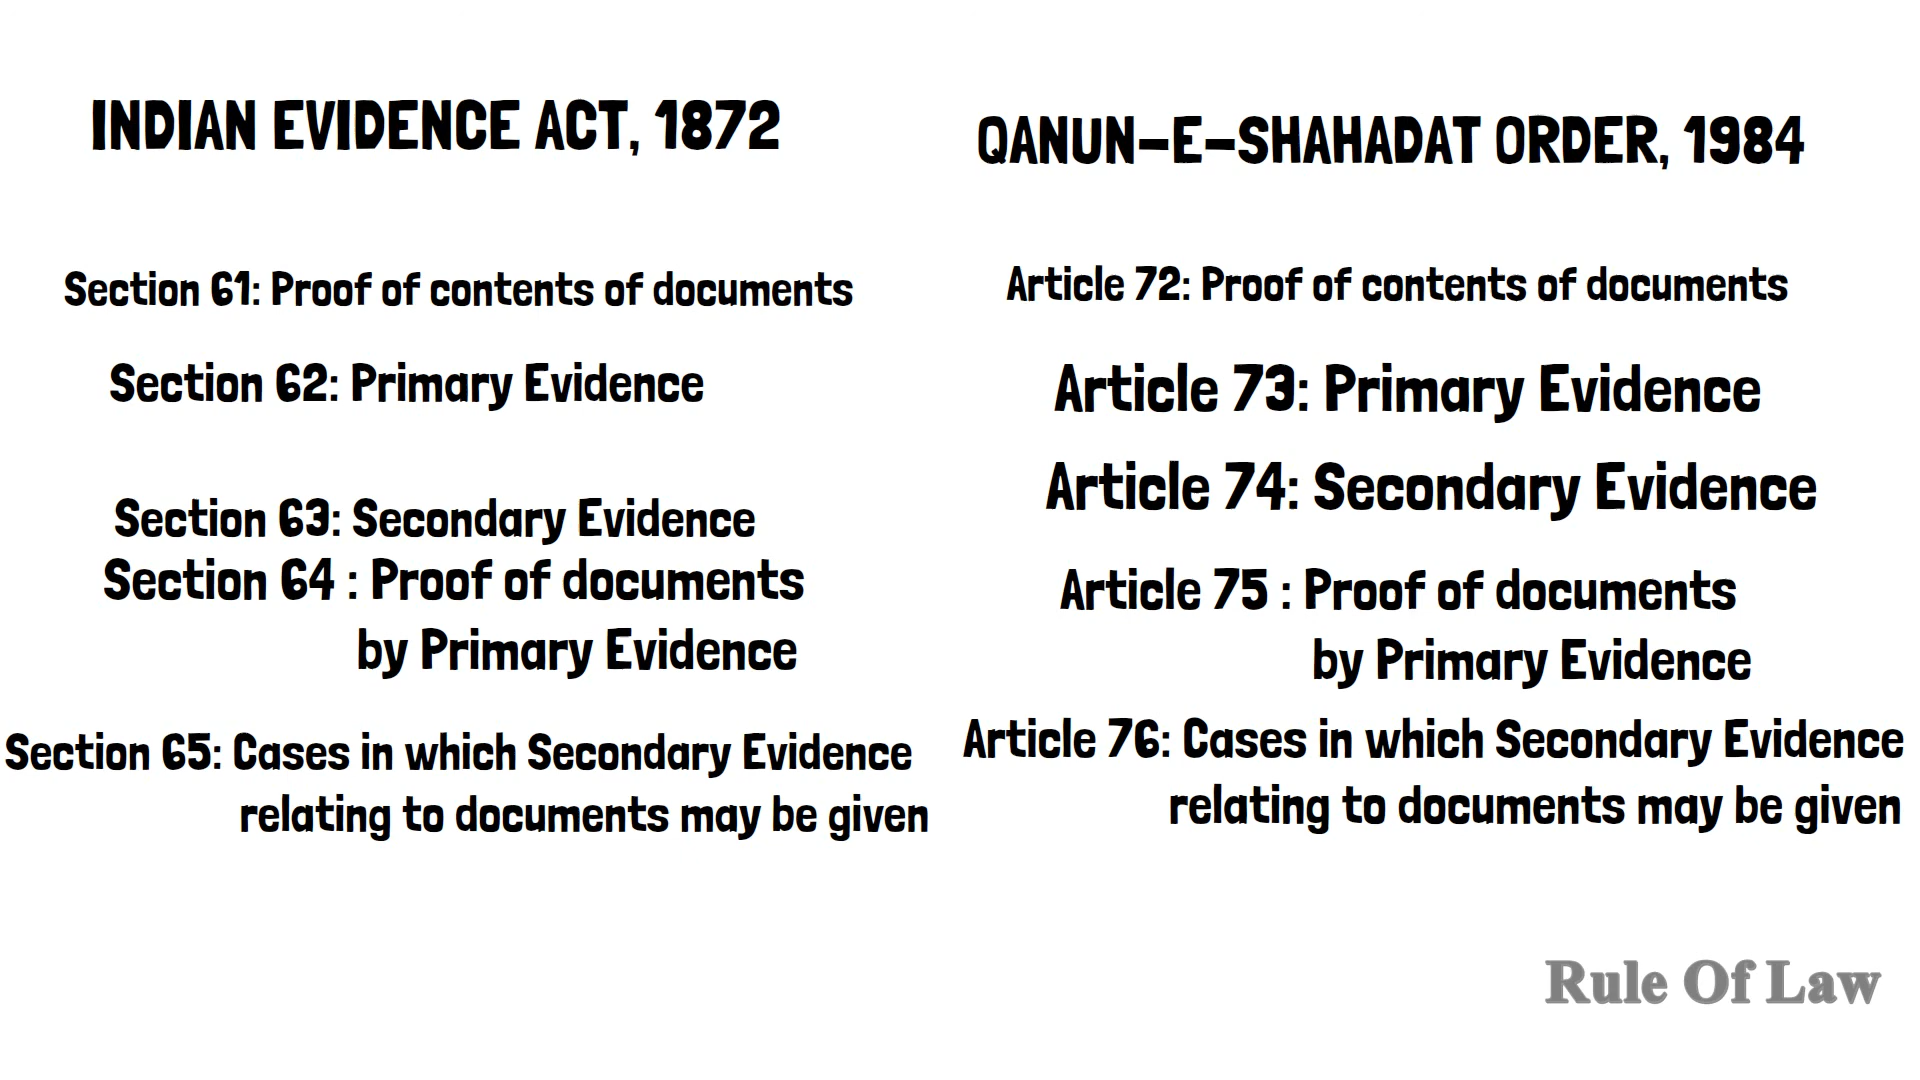 INDIAN EVIDENCE ACT, 1872
Section 61: Proof of contents of documents
Section 62: Primary Evidence
Section 63: Secondary Evidence
Section 64 : Proof of documents
by Primary Evidence
Section 65: Cases in which Secondary Evidence
relating to documents may be given
QANUN-E-SHAHADAT ORDER, 1984
Article 72: Proof of contents of documents
Article 73: Primary Evidence
Article 74: Secondary Evidence
Article 75 : Proof of documents
by Primary Evidence
Article 76: Cases in which Secondary Evidence
relating to documents may be given
Rule Of Law